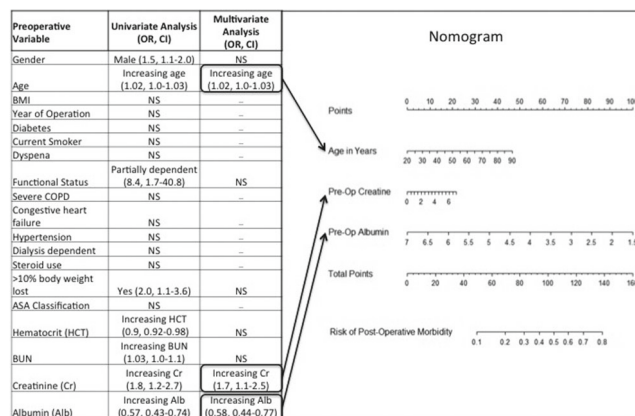 Preoperative Variable Univariate Analysis (OR, CI) Multivariate Analysis (OR, CI)
Gender Male (1.5, 1.1-2.0) NS
Age Increasing age (1.02, 1.0-1.03) Increasing age (1.02, 1.0-1.03)
BMI NS ..
Year of Operation NS ..
Diabetes NS ..
Current Smoker NS ..
Dyspena NS ..
Functional Status Partially dependent (8.4, 1.7-40.8) NS
Severe COPD NS ..
Congestive heart failure NS ..
Hypertension NS ..
Dialysis dependent NS ..
Steroid use NS ..
>10% body weight lost Yes (2.0, 1.1-3.6) NS
ASA Classification NS ..
Hematocrit (HCT) Increasing HCT (0.9, 0.92-0.98) NS
BUN Increasing BUN (1.03, 1.0-1.1) NS
Creatinine (Cr) Increasing Cr (1.8, 1.2-2.7) Increasing Cr (1.7, 1.1-2.5)
Albumin (Alb) Increasing Alb (0.57, 0.43-0.74) Increasing Alb (0.58, 0.44-0.77)
Nomogram
Points 0 10 20 30 40 50 60 70 80 90 100
Age in Years
20 30 40 50 60 70 80 90
Pre-Op Creatine
0 2 4 6
Pre-Op Albumin
7 6.5 6 5.5 5 4.5 4 3.5 3 2.5 2 1.5
Total Points
0 20 40 60 80 100 120 140 160
Risk of Post-Operative Morbidity
0.1 0.2 0.3 0.4 0.5 0.6 0.7 0.8